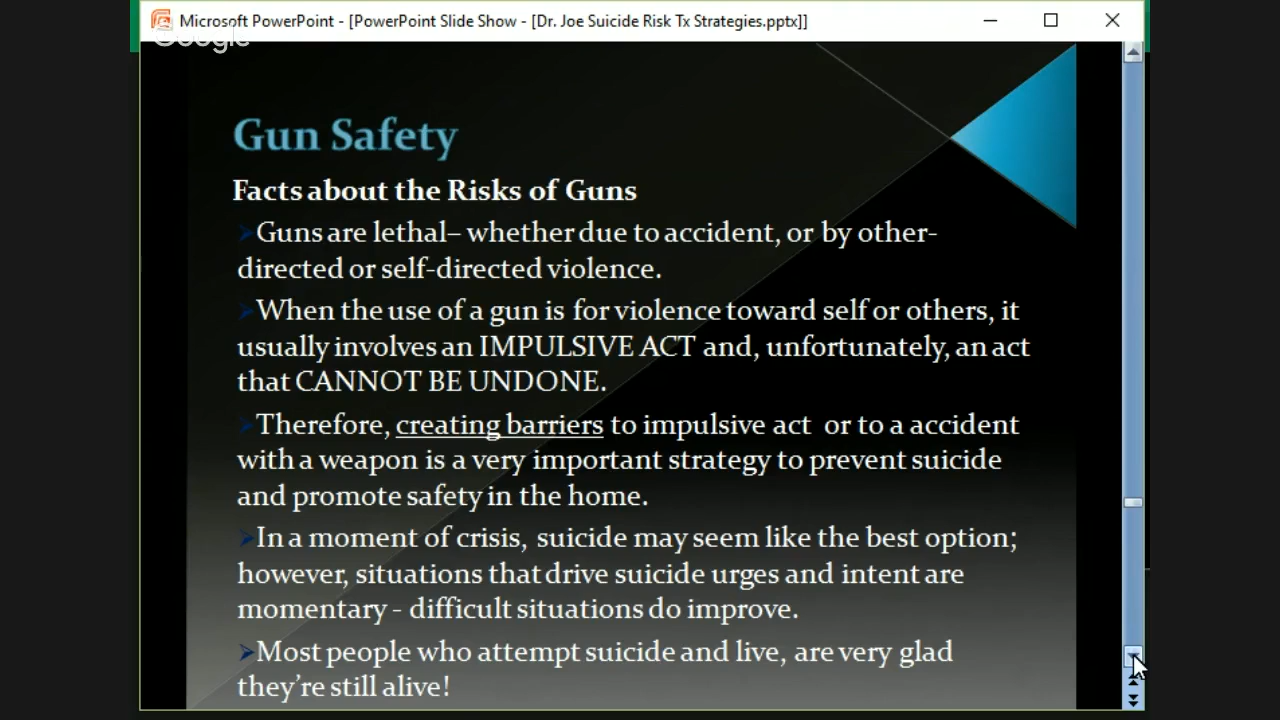 Microsoft PowerPoint - [PowerPoint Slide Show - [Dr. Joe Suicide Risk Tx Strategies.pptx]]
Google
Gun Safety
Facts about the Risks of Guns
Guns are lethal– whether due to accident, or by other-
directed or self-directed violence.
When the use of a gun is for violence toward self or others, it
usually involves an IMPULSIVE ACT and, unfortunately, an act
that CANNOT BE UNDONE.
Therefore, creating barriers to impulsive act or to a accident
with a weapon is a very important strategy to prevent suicide
and promote safety in the home.
In a moment of crisis, suicide may seem like the best option;
however, situations that drive suicide urges and intent are
momentary - difficult situations do improve.
Most people who attempt suicide and live, are very glad
they're still alive!